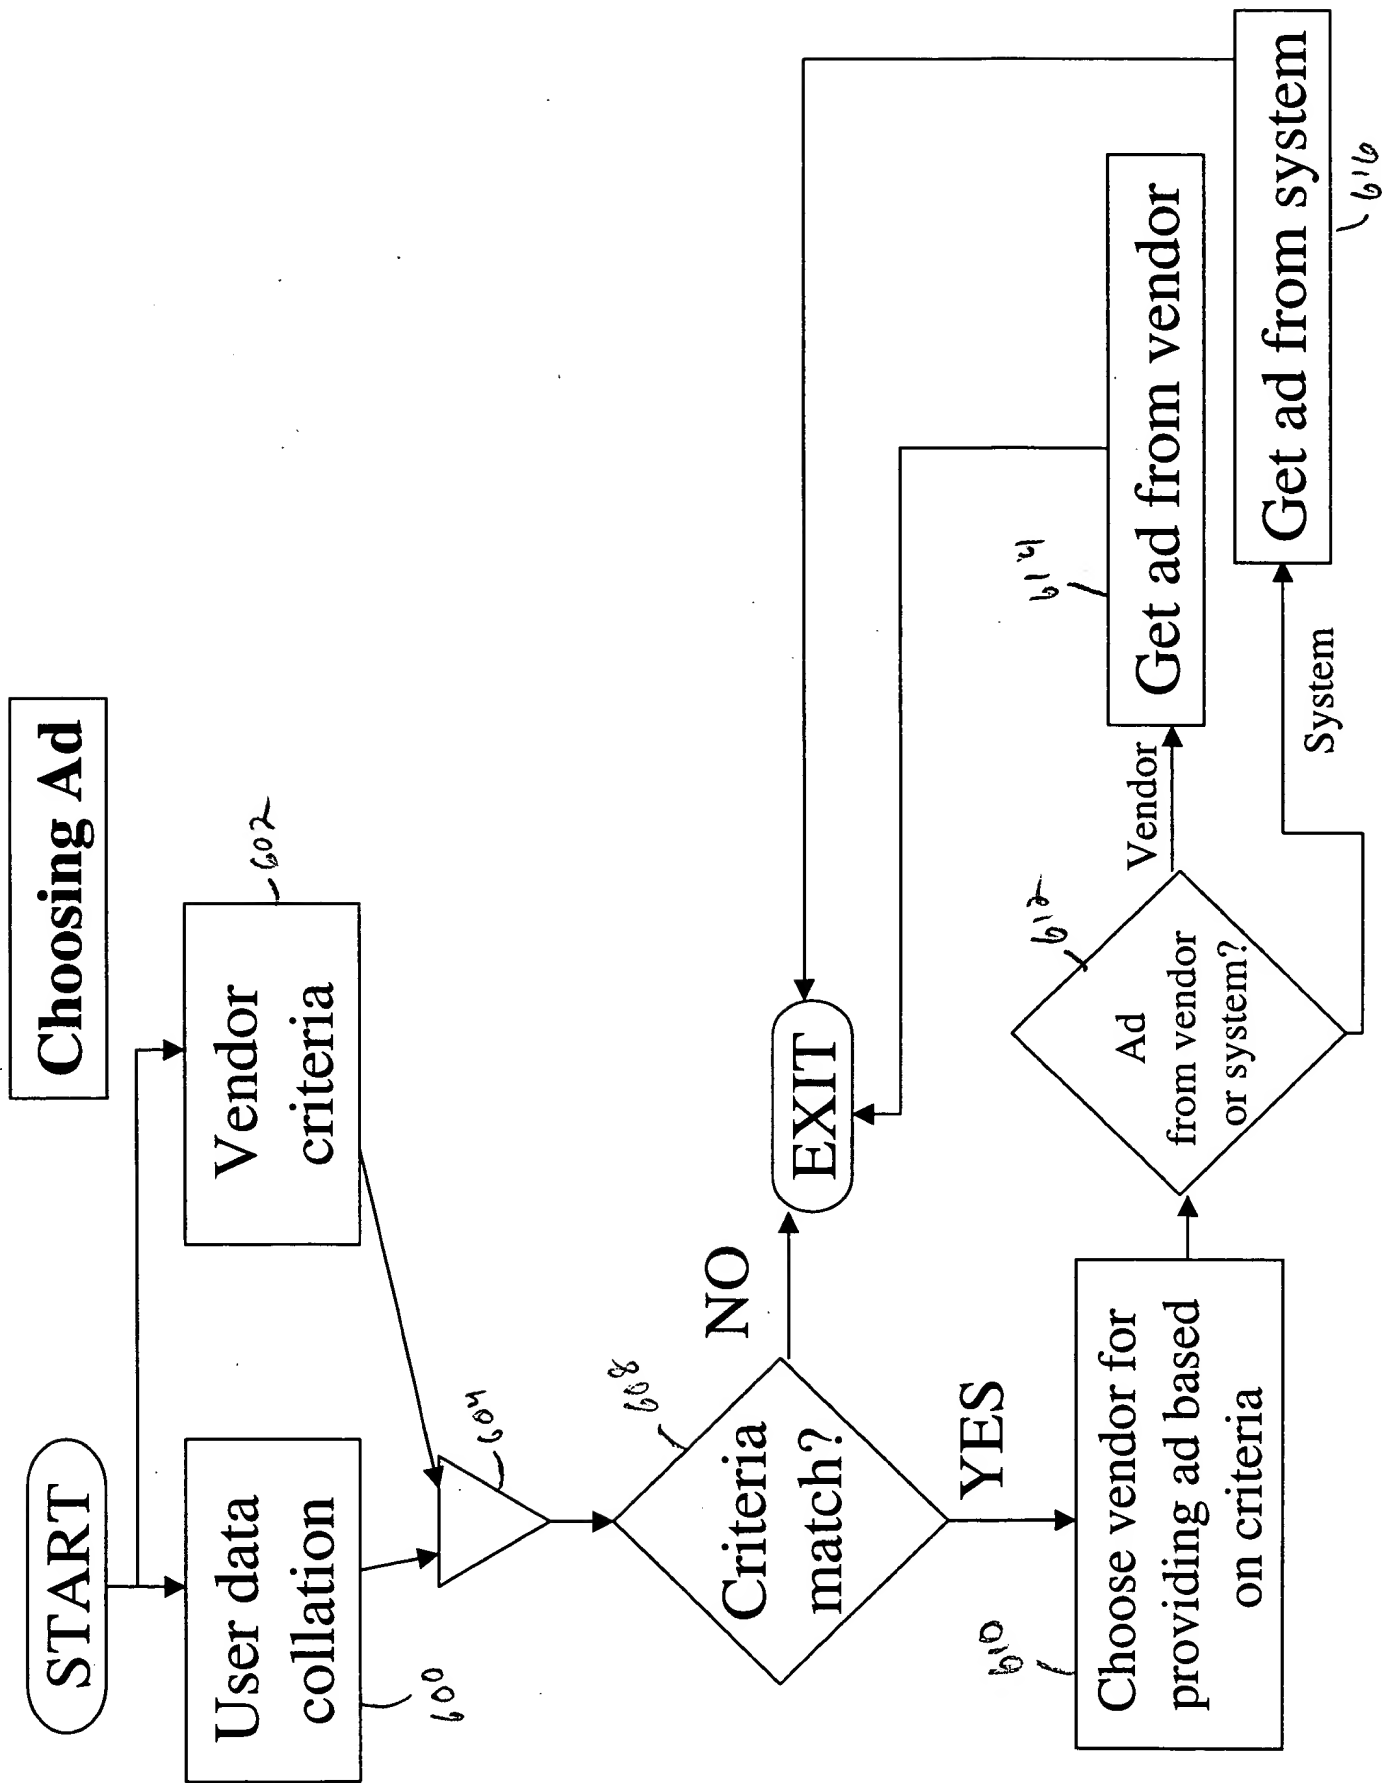 Choosing Ad
START
User data
collation
600
Vendor
criteria
602
604
Criteria
match?
608
NO
EXIT
YES
Choose vendor for
providing ad based
on criteria
610
Ad
from vendor
or system?
612
Vendor
Get ad from vendor
614
System
Get ad from system
616